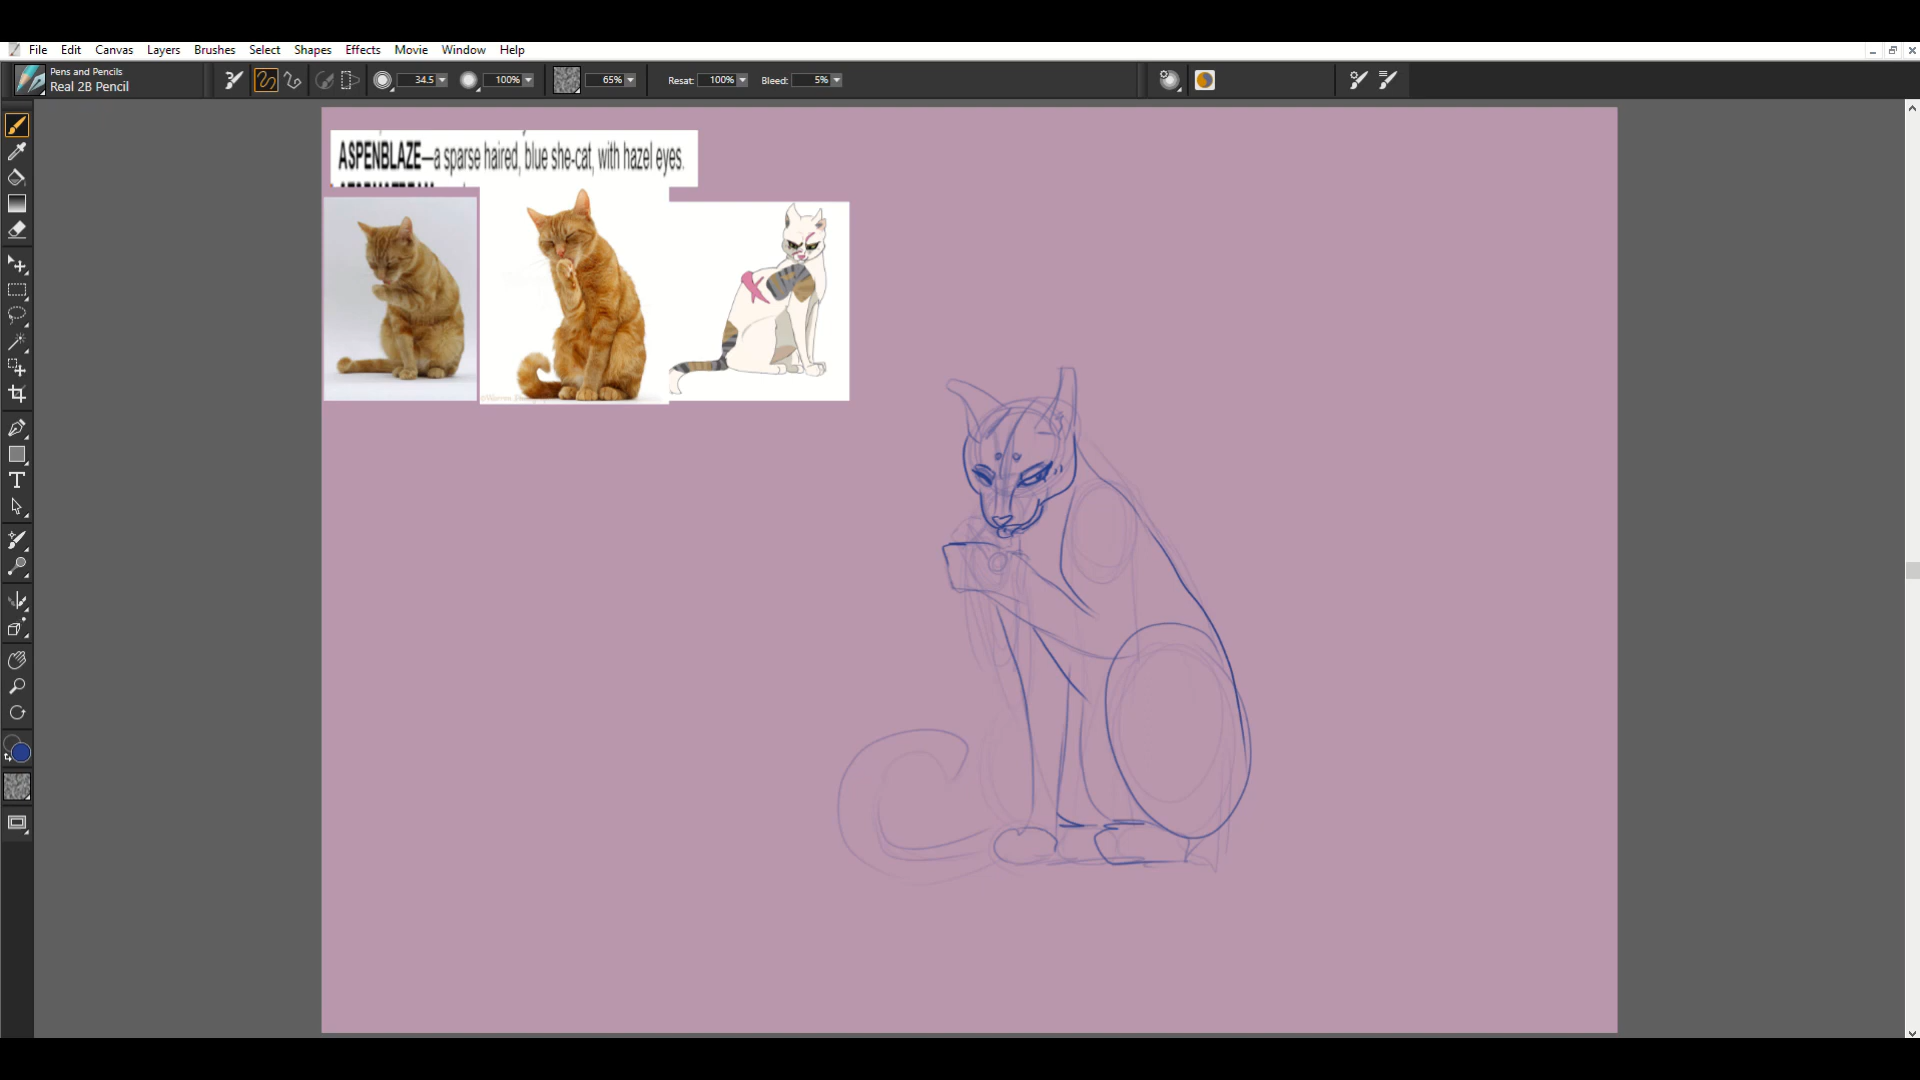 File Edit Canvas Layers Brushes Select Shapes Effects Movie Window Help
Pens and Pencils
Real 2B Pencil
34.5 100% 65% Resat: 100% Bleed: 5%
ASPENBLAZE—a sparse haired, blue she-cat, with hazel eyes.